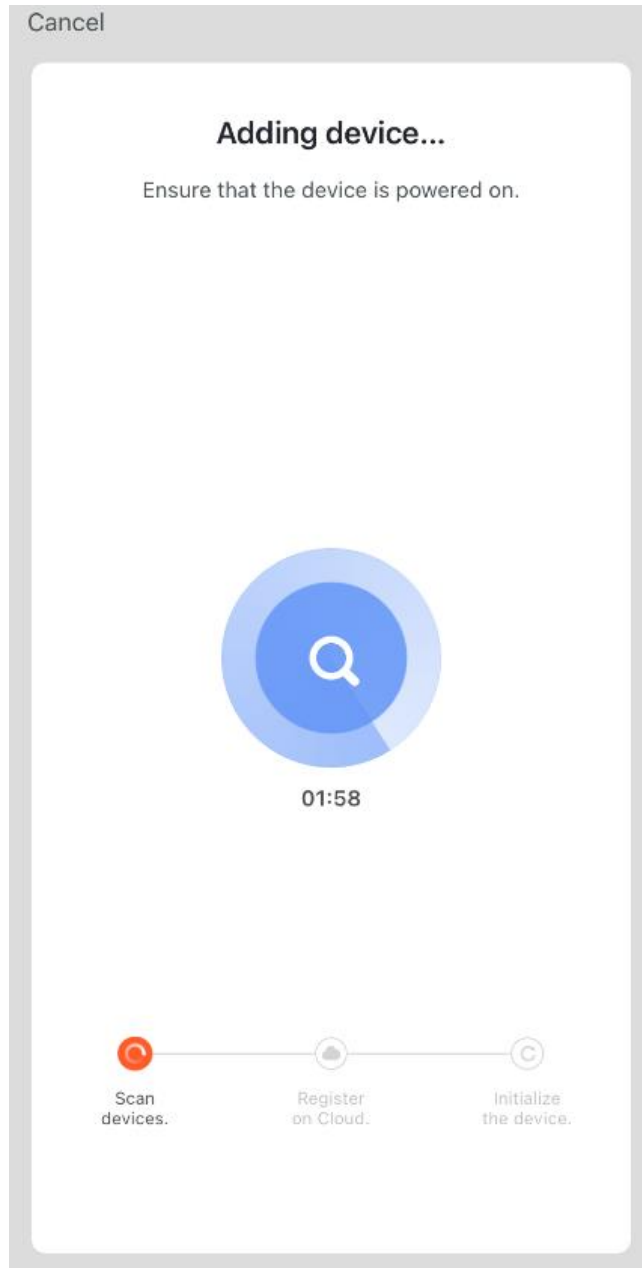 Cancel
Adding device...
Ensure that the device is powered on.
01:58
Scan
devices.
Register
on Cloud.
Initialize
the device.